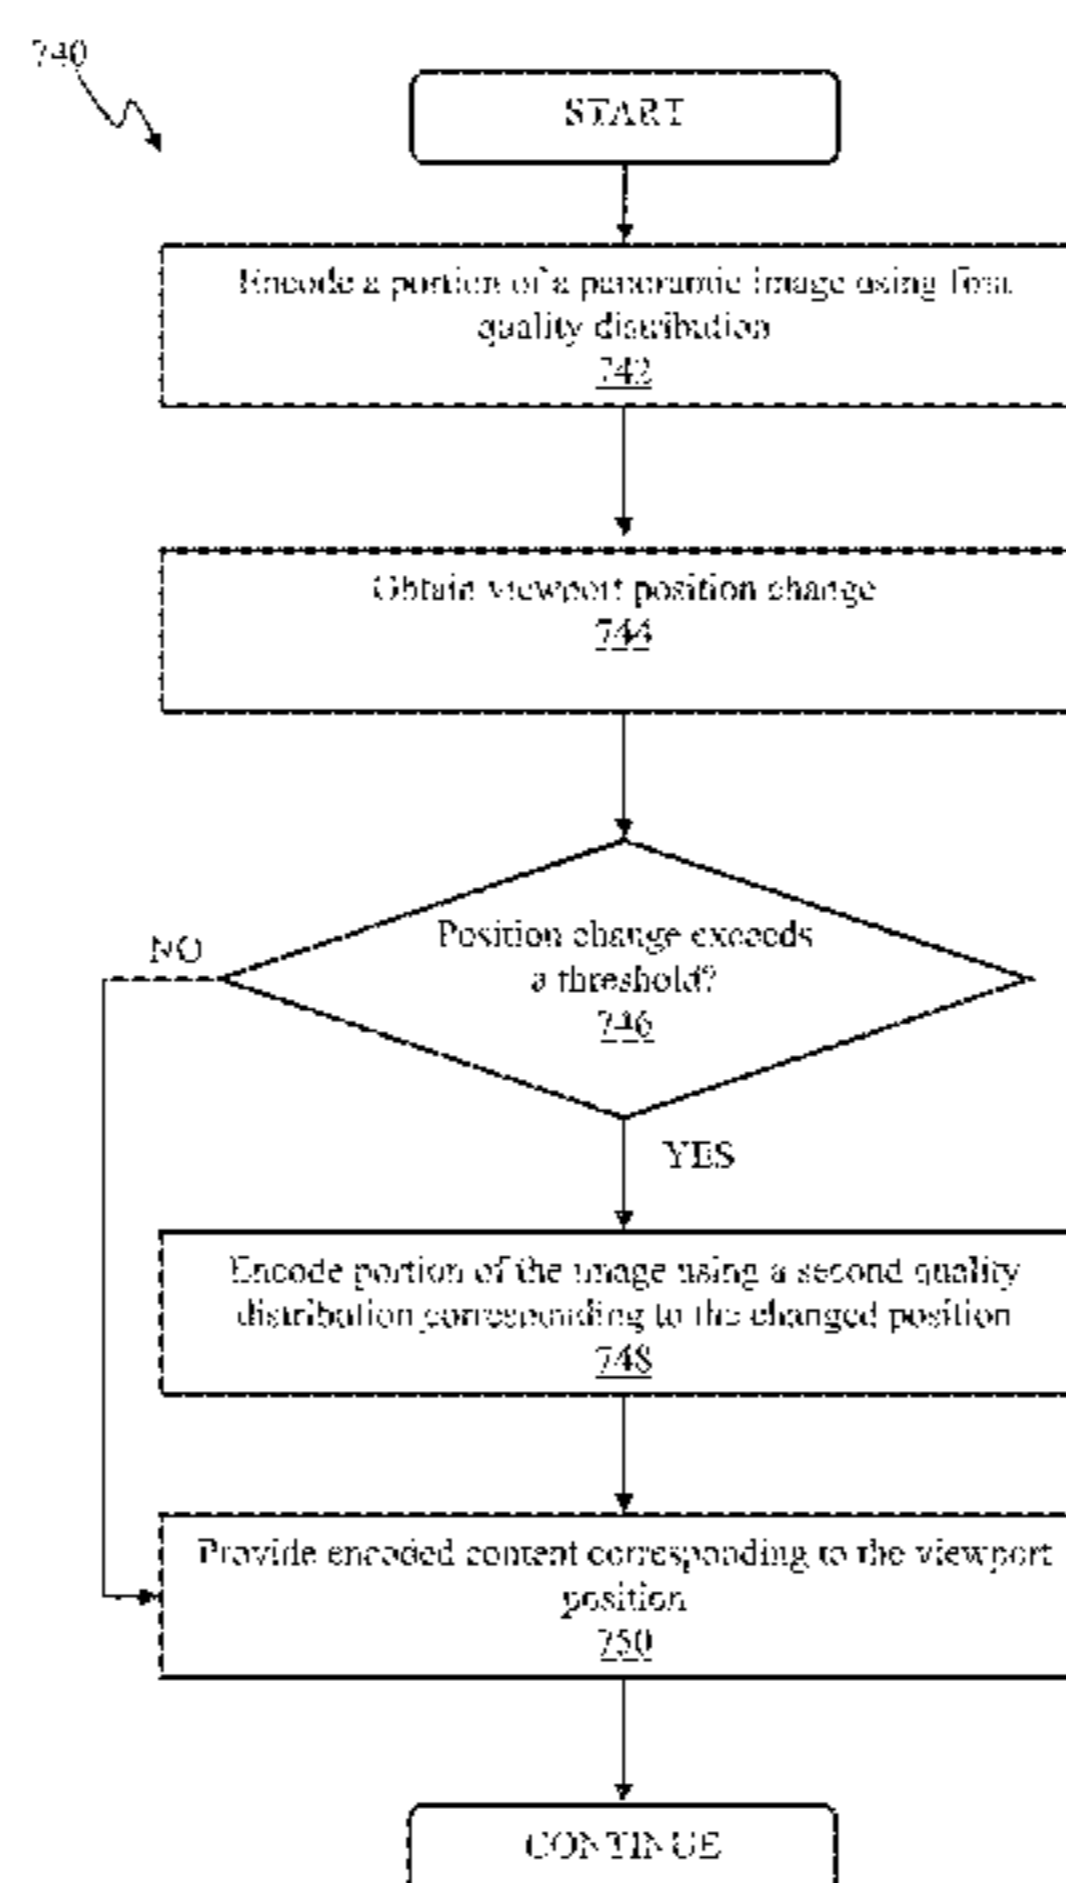 740
START
Encode a portion of a panoramic image using first
quality distribution
742
Obtain viewport position change
744
Position change exceeds
a threshold?
746
NO
YES
Encode portion of the image using a second quality
distribution corresponding to the changed position
748
Provide encoded content corresponding to the viewport
position
750
CONTINUE